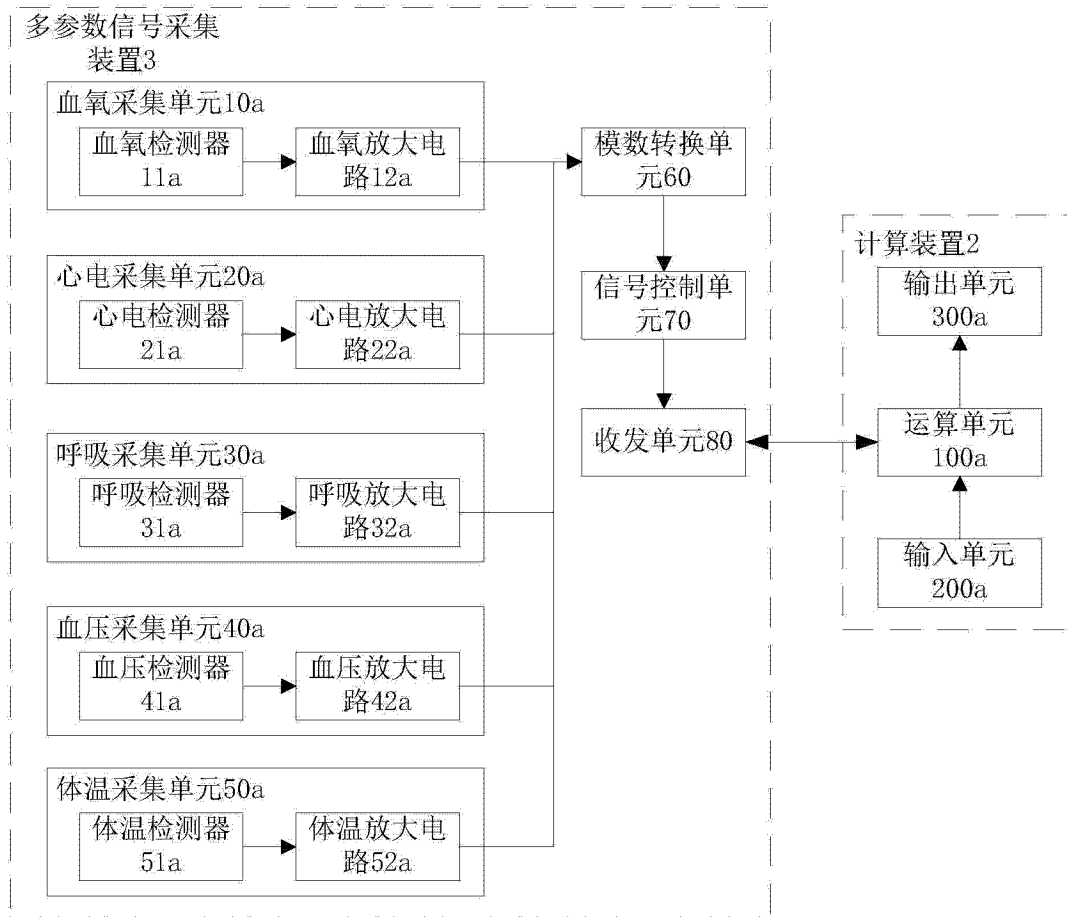 多参数信号采集
装置3
血氧采集单元10a
血氧检测器
11a
血氧放大电
路12a
模数转换单
元60
心电采集单元20a
心电检测器
21a
心电放大电
路22a
信号控制单
元70
呼吸采集单元30a
呼吸检测器
31a
呼吸放大电
路32a
收发单元80
血压采集单元40a
血压检测器
41a
血压放大电
路42a
体温采集单元50a
体温检测器
51a
体温放大电
路52a
计算装置2
输出单元
300a
运算单元
100a
输入单元
200a